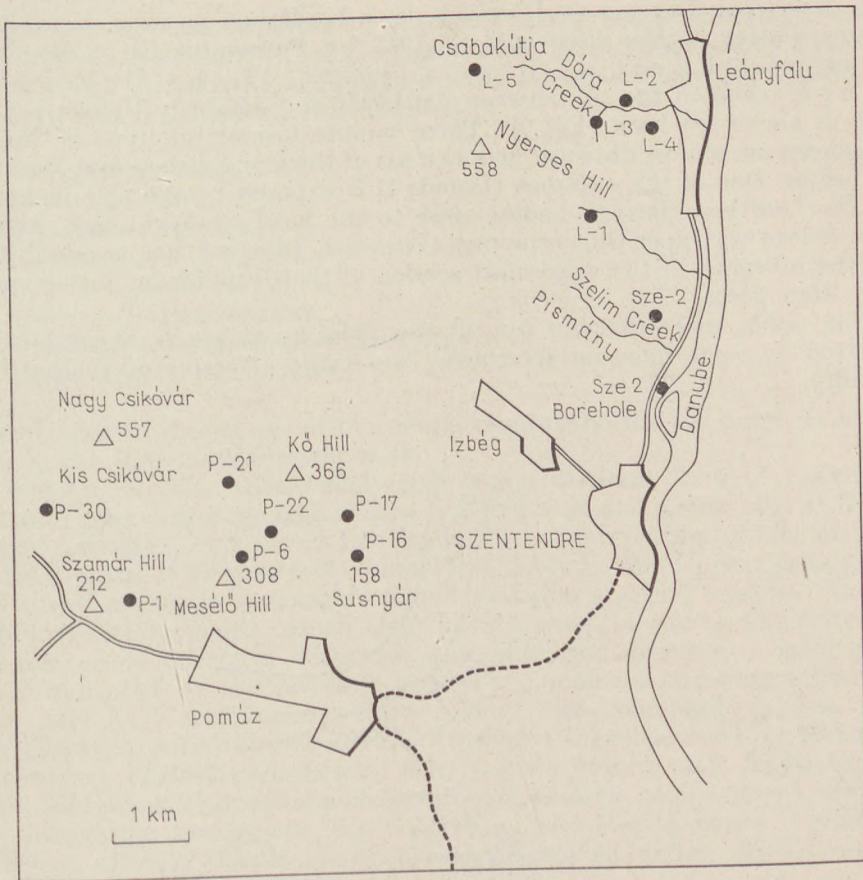 Csabakútja
L-5
Dóra
Creek
L-2
L-3
L-4
Leányfalu
Nyerges Hill
558
L-1
Sze-2
Szelim Creek
Pismány
Sze 2
Borehole
Danube
Nagy Csikóvár
557
Kő Hill
366
Izbég
Kis Csikóvár
P-21
P-30
P-22
P-17
P-6
P-16
SZENTENDRE
Szamár Hill
212
P-1
308
158
Mesélő Hill
Susnyár
Pomáz
1 km